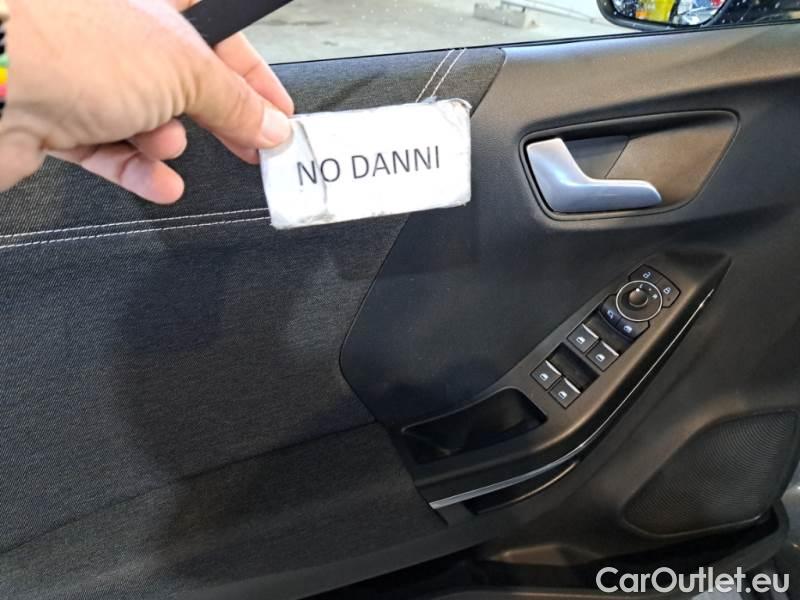 NO DANNI
L R
CarOutlet.eu